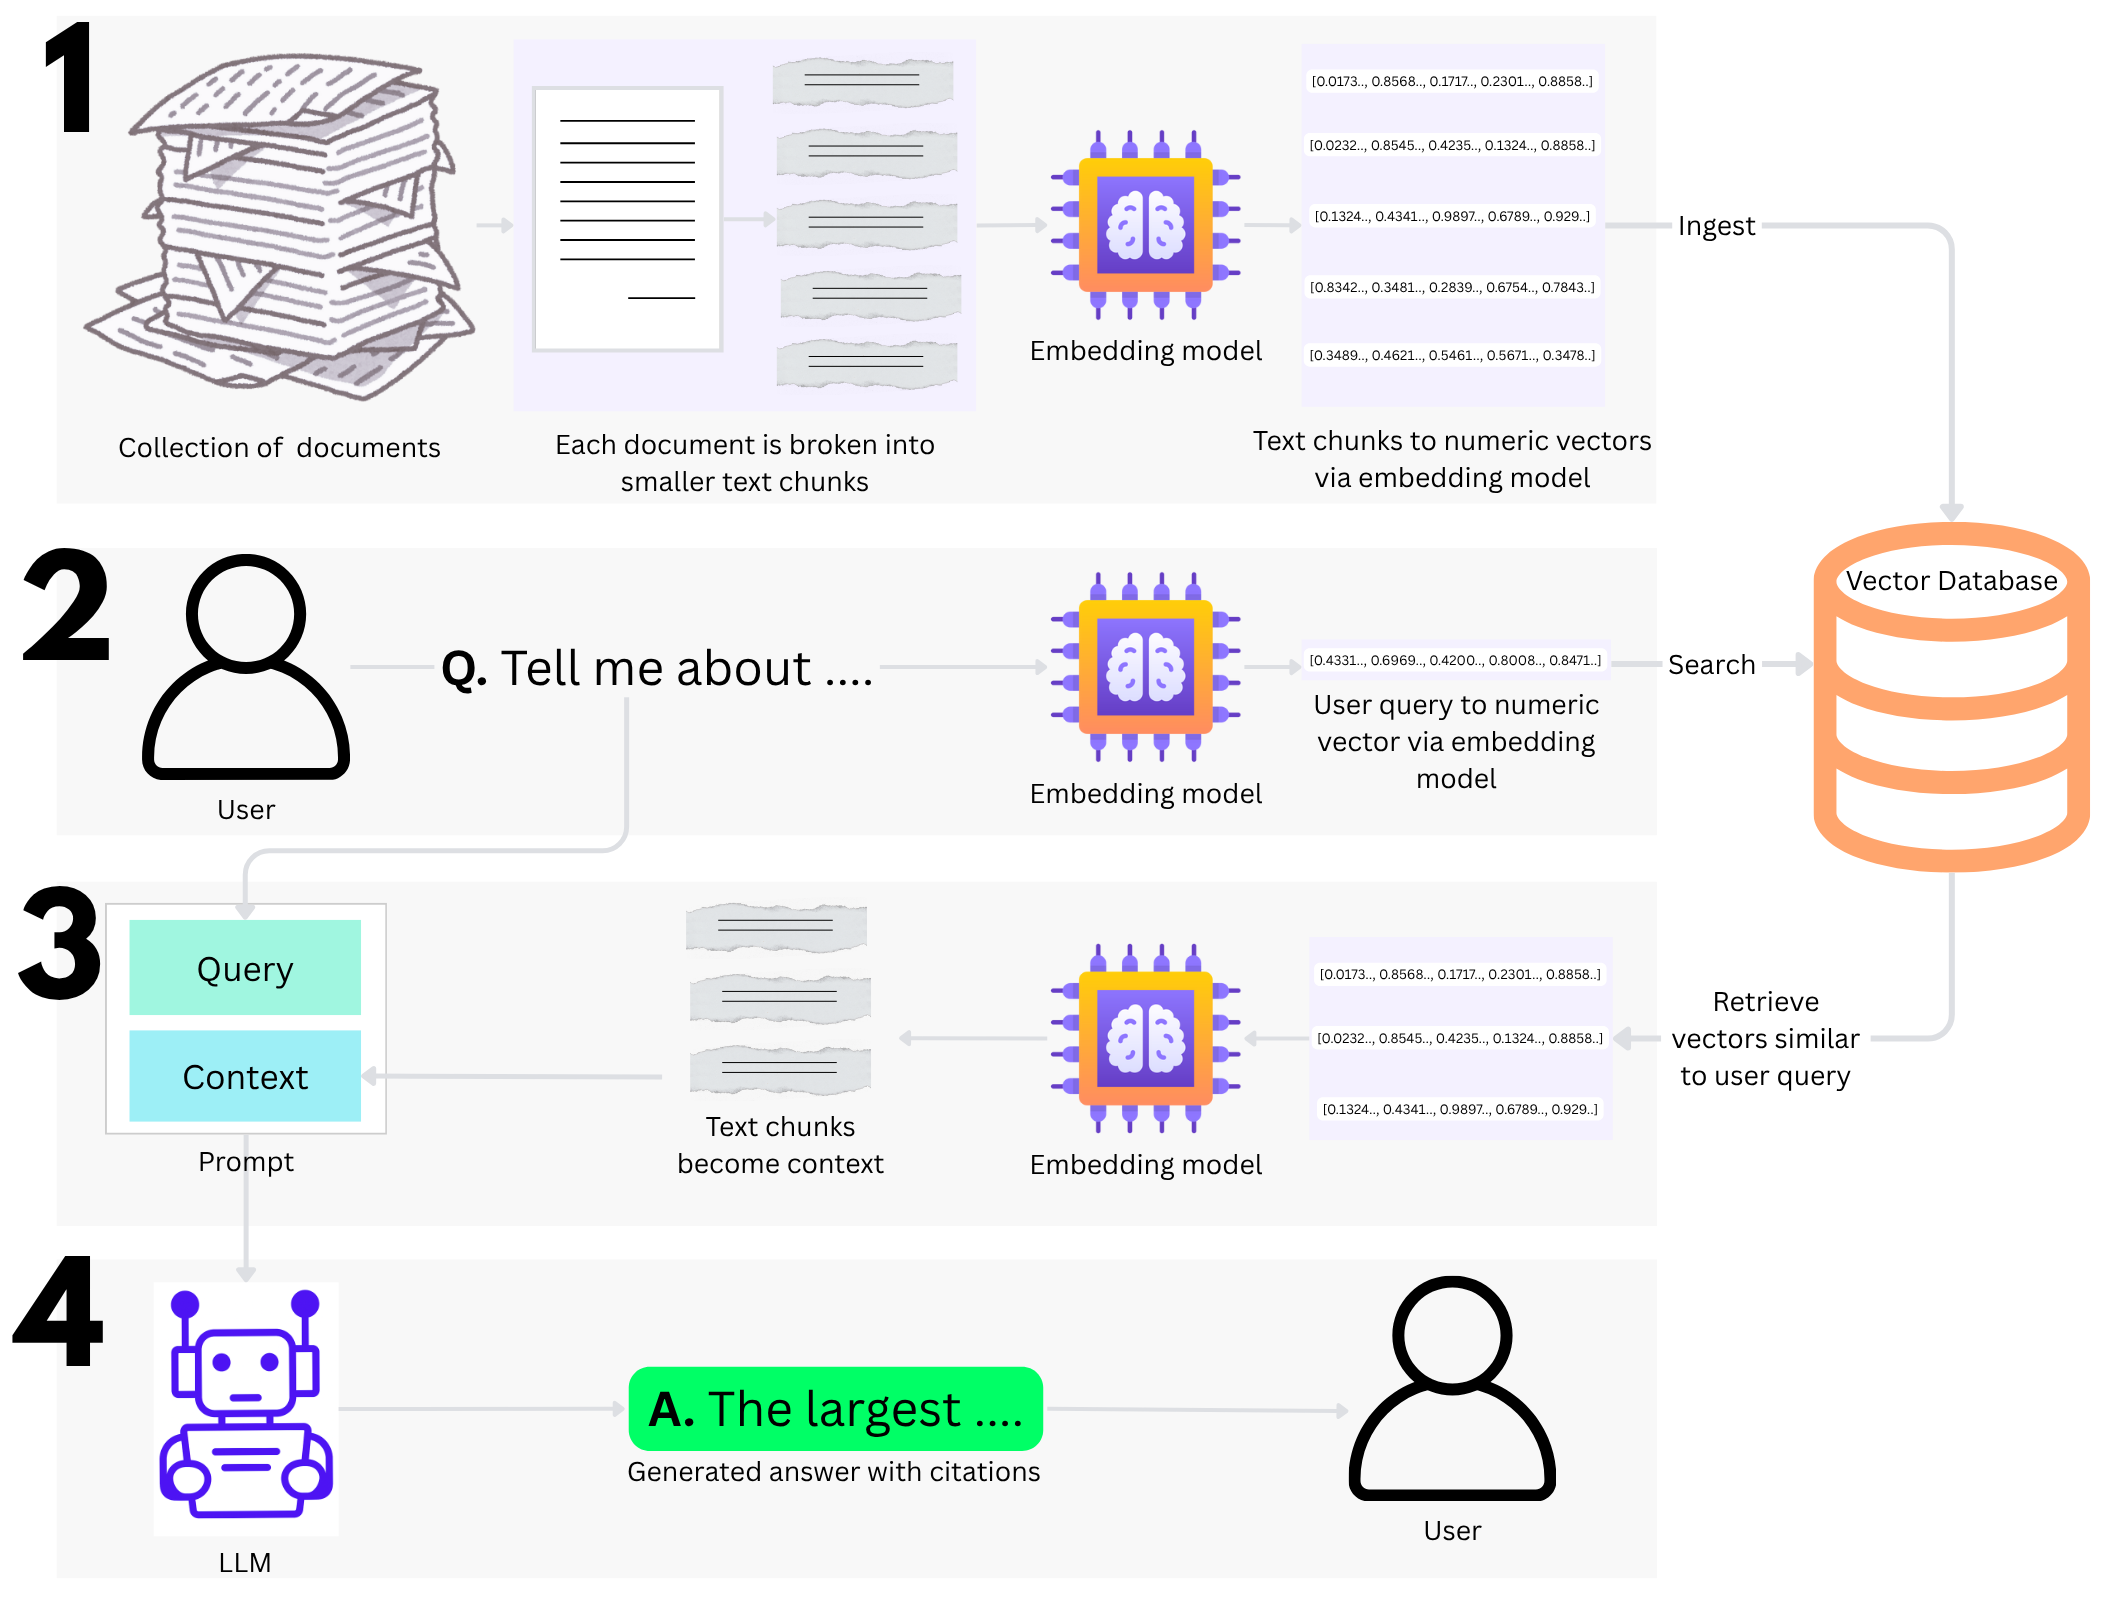 1
[0.0173.., 0.8568.., 0.1717.., 0.2301.., 0.8858..]
[0.0232.., 0.8545.., 0.4235.., 0.1324.., 0.8858..]
[0.1324.., 0.4341.., 0.9897.., 0.6789.., 0.929..]
[0.8342.., 0.3481.., 0.2839.., 0.6754.., 0.7843..]
[0.3489.., 0.4621.., 0.5461.., 0.5671.., 0.3478..]
Ingest
Embedding model
Collection of  documents
Each document is broken into
smaller text chunks
Text chunks to numeric vectors
via embedding model
Vector Database
2
Q. Tell me about ....
[0.4331.., 0.6969.., 0.4200.., 0.8008.., 0.8471..]
Search
User query to numeric
vector via embedding
model
Embedding model
User
3
Query
Context
Prompt
Text chunks
become context
Embedding model
[0.0173.., 0.8568.., 0.1717.., 0.2301.., 0.8858..]
[0.0232.., 0.8545.., 0.4235.., 0.1324.., 0.8858..]
[0.1324.., 0.4341.., 0.9897.., 0.6789.., 0.929..]
Retrieve
vectors similar
to user query
4
LLM
A. The largest ....
Generated answer with citations
User